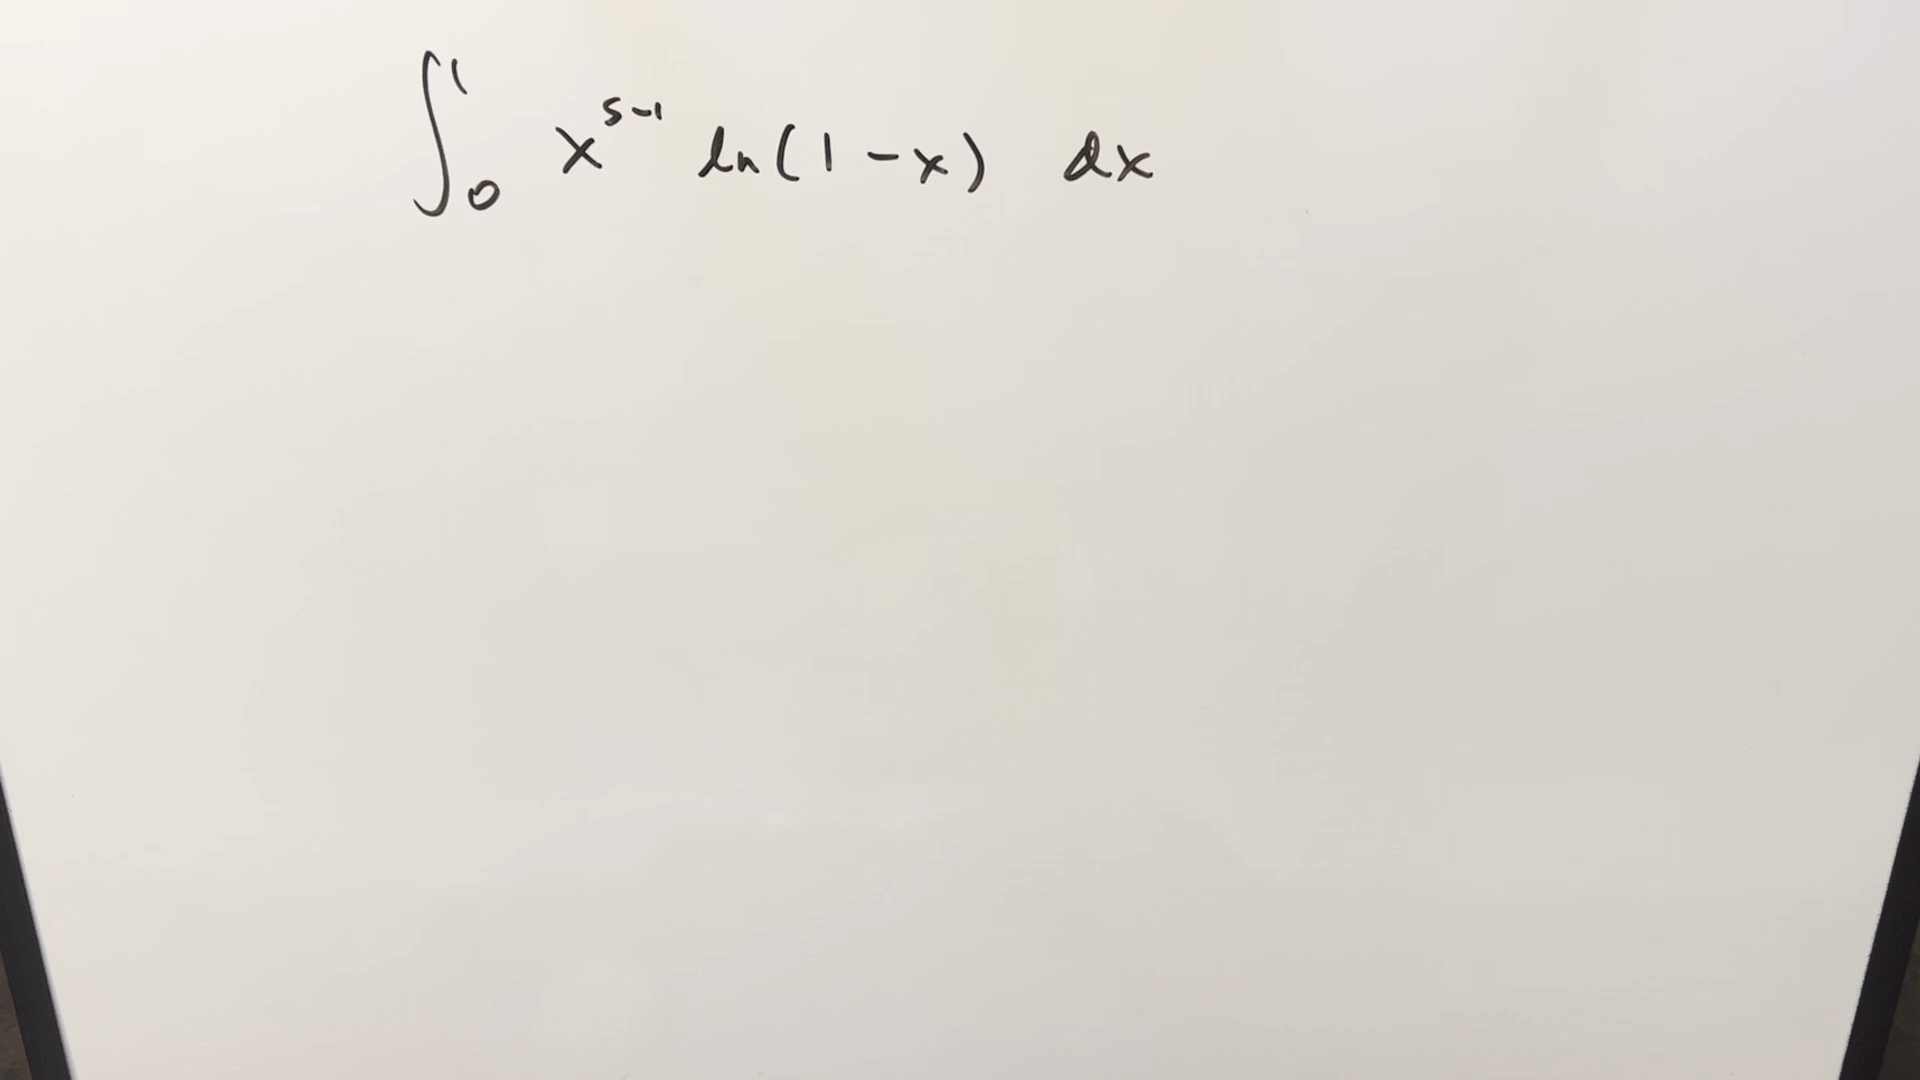 ∫₀¹ x^{s-1} ln(1-x) dx